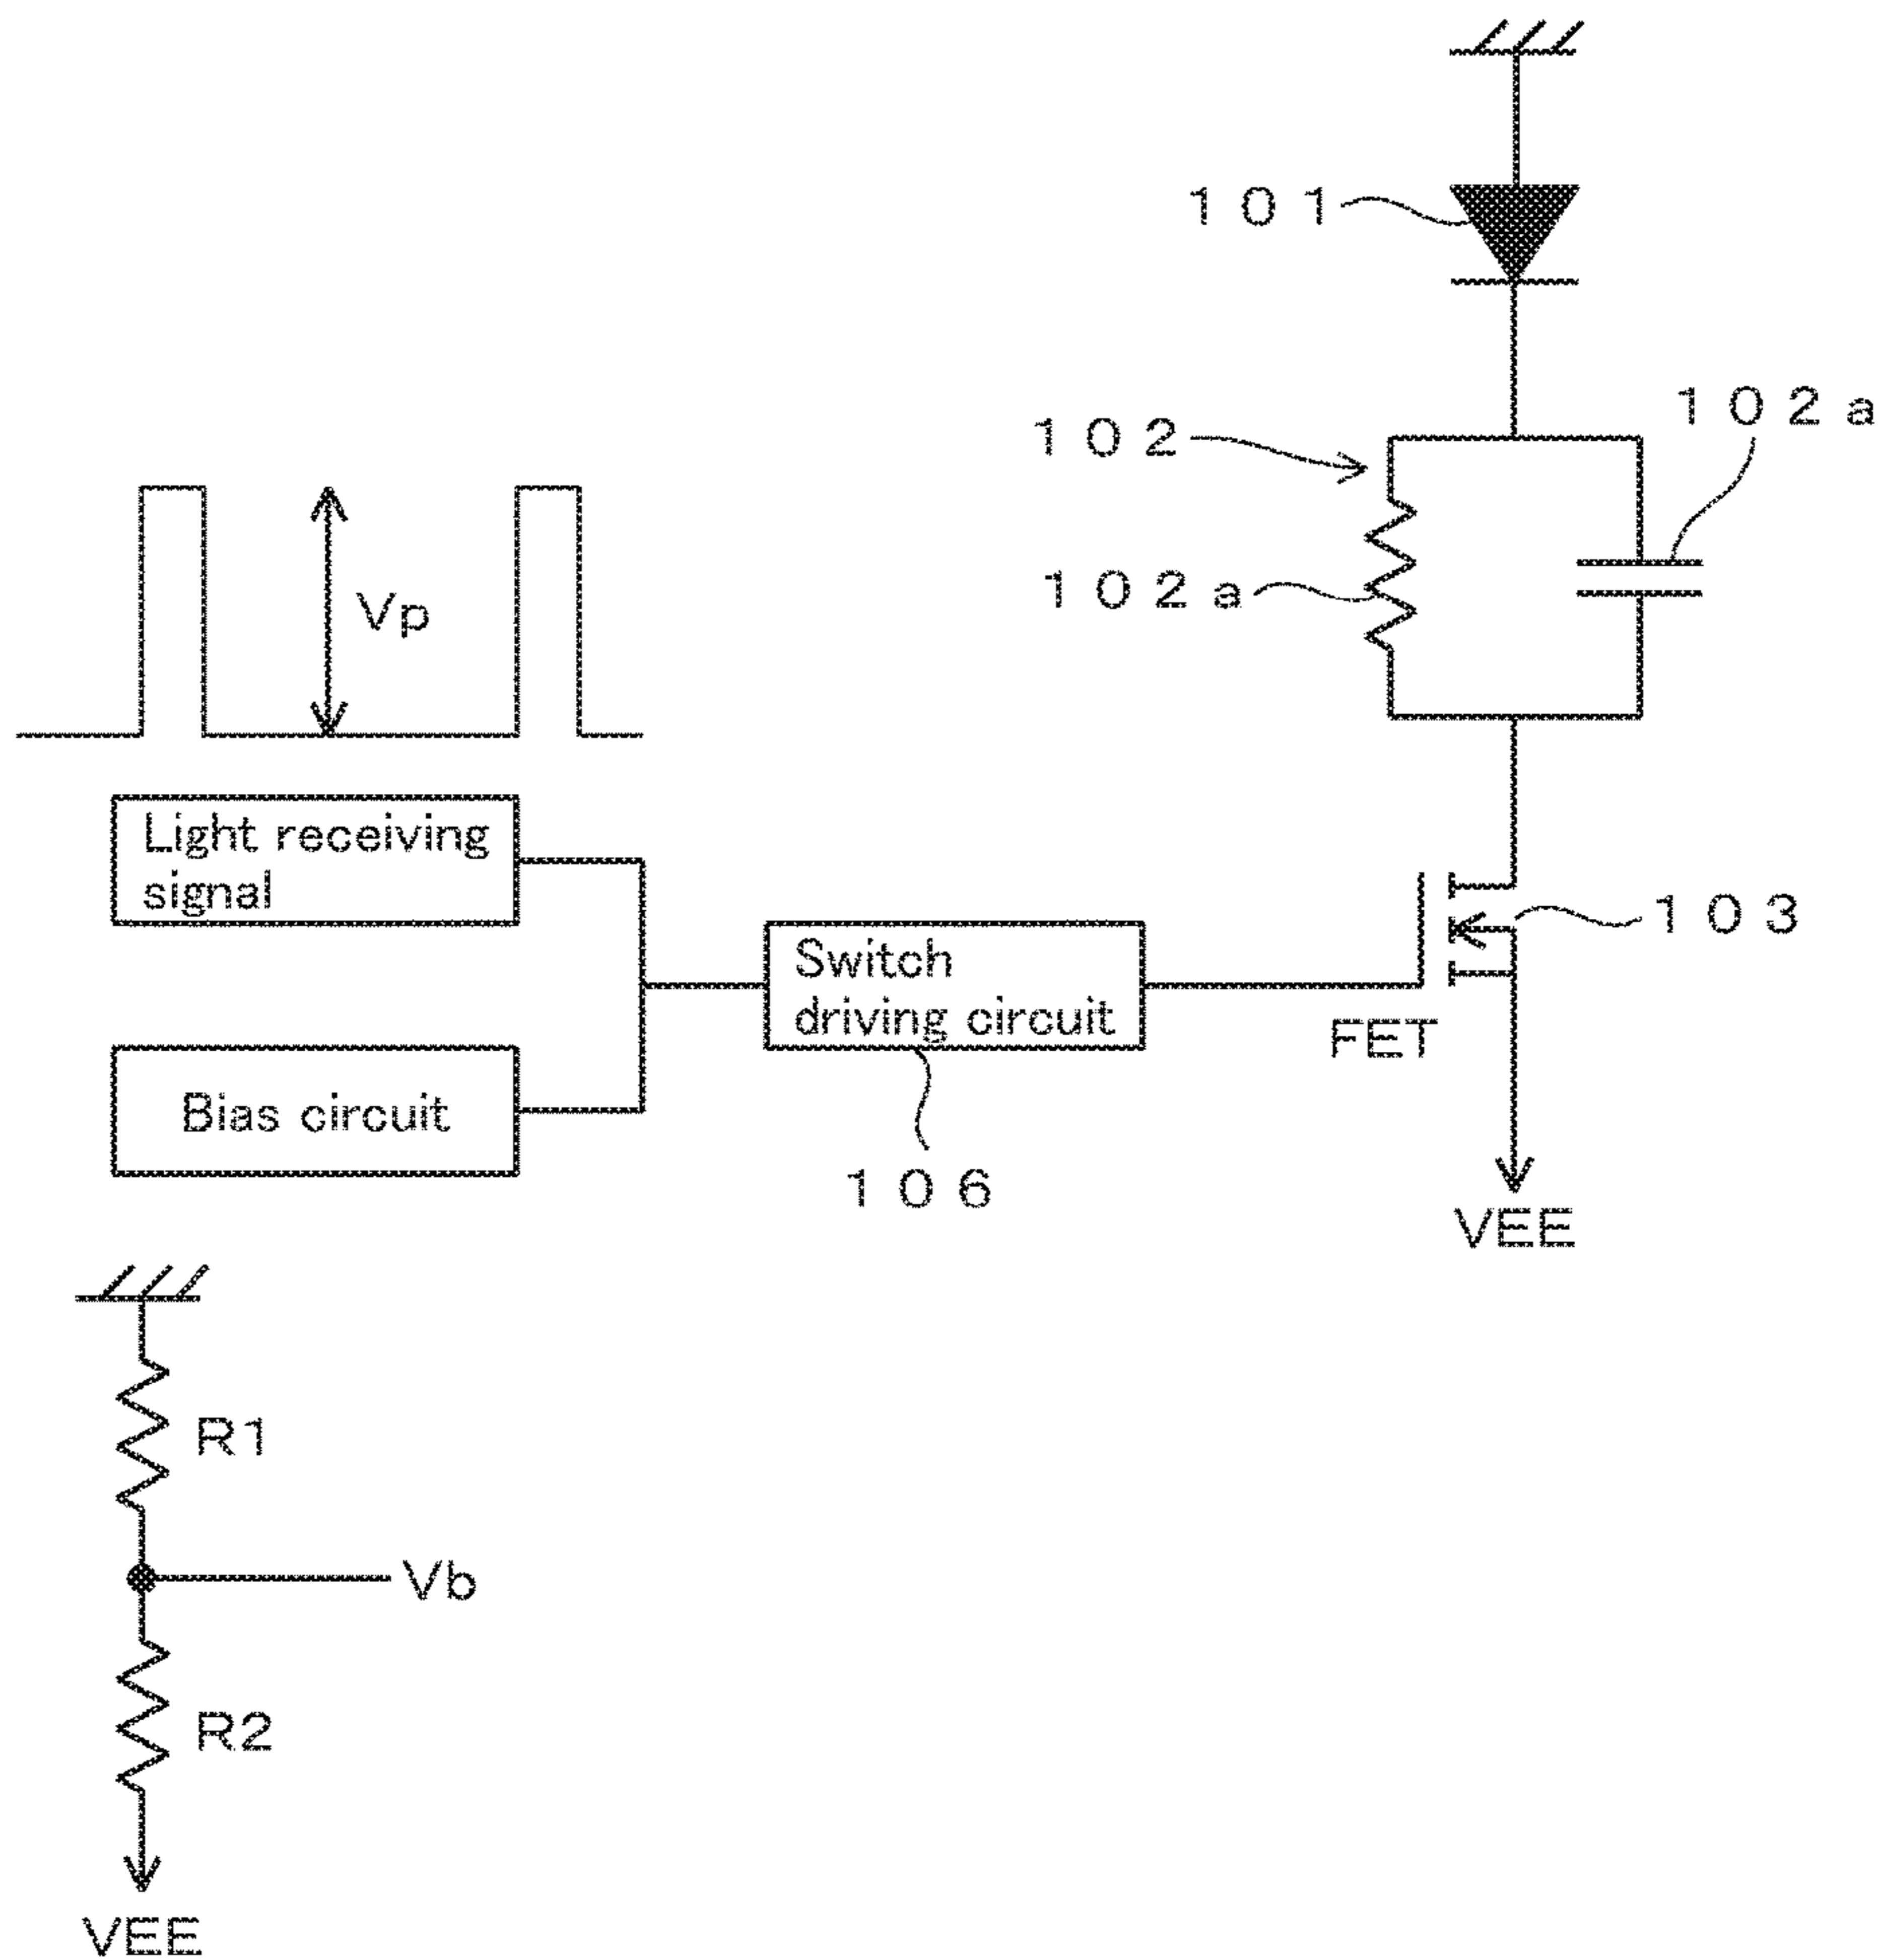 101
102
102a
Vp
102a
Light receiving
signal
103
Switch
driving circuit
FET
Bias circuit
106
VEE
R1
Vb
R2
VEE